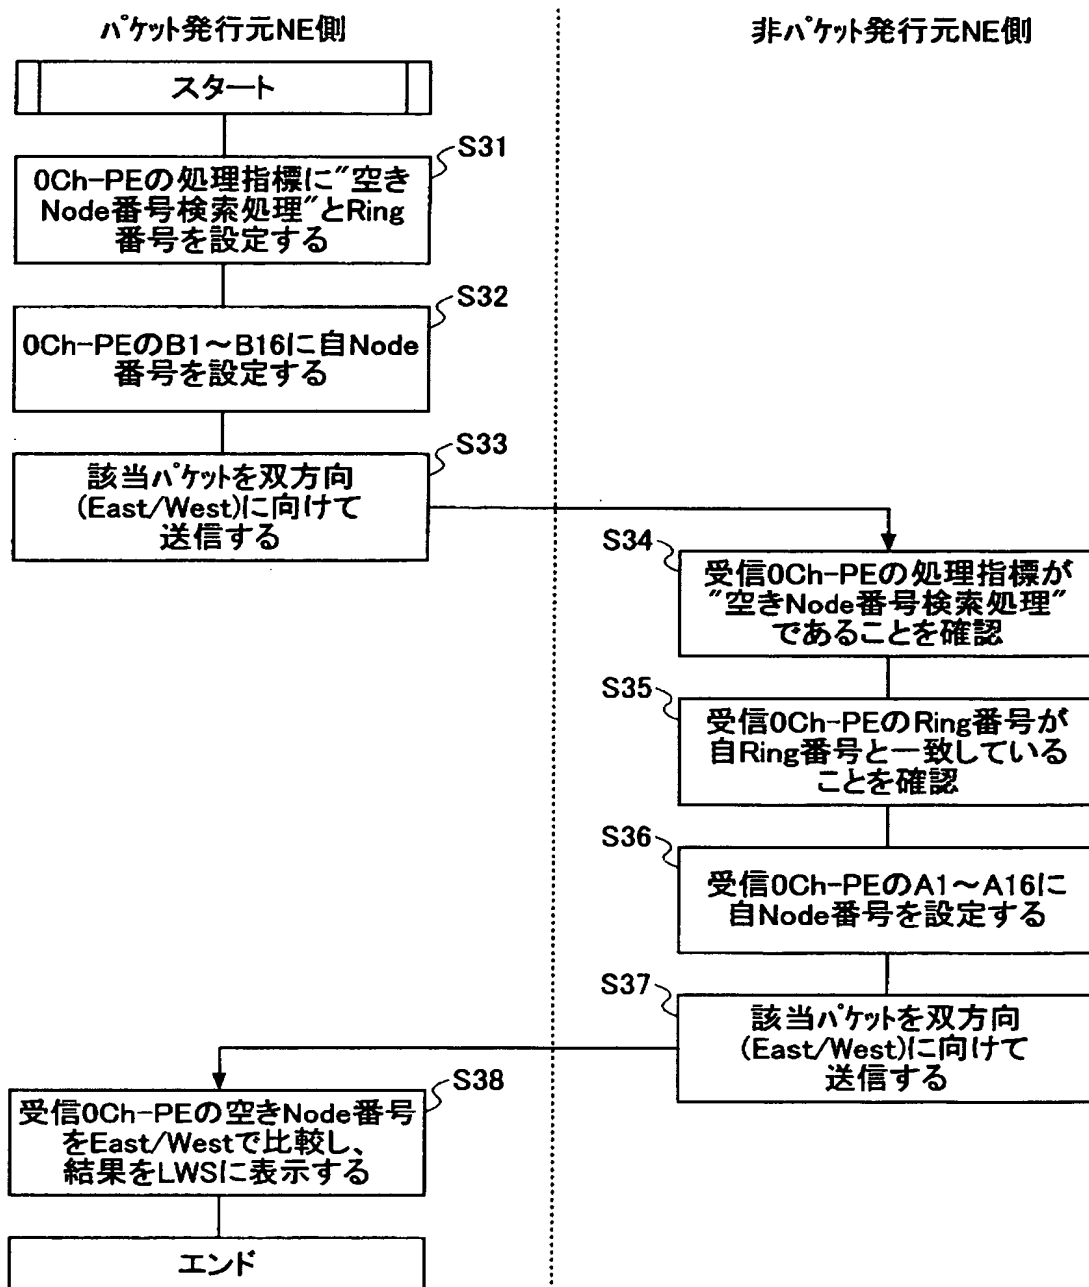 パケット発行元NE側
非パケット発行元NE側
スタート
S31
0Ch-PEの処理指標に"空き
Node番号検索処理"とRing
番号を設定する
S32
0Ch-PEのB1~B16に自Node
番号を設定する
S33
該当パケットを双方向
(East/West)に向けて
送信する
S34
受信0Ch-PEの処理指標が
"空きNode番号検索処理"
であることを確認
S35
受信0Ch-PEのRing番号が
自Ring番号と一致している
ことを確認
S36
受信0Ch-PEのA1~A16に
自Node番号を設定する
S37
該当パケットを双方向
(East/West)に向けて
送信する
S38
受信0Ch-PEの空きNode番号
をEast/Westで比較し、
結果をLWSに表示する
エンド